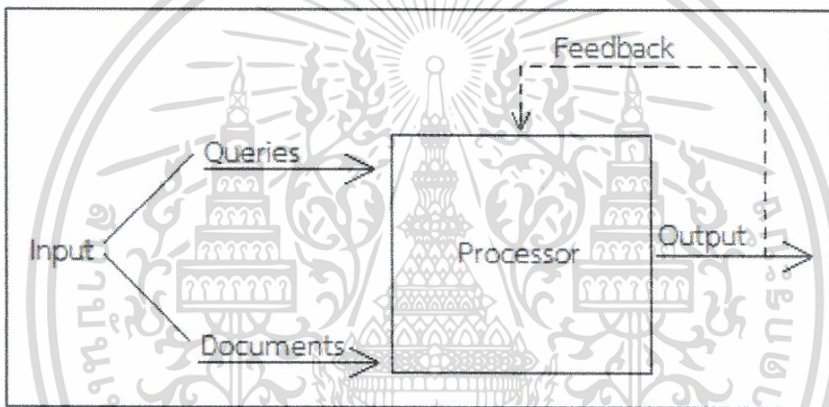 Feedback
Queries
Input
Processor
Output
Documents